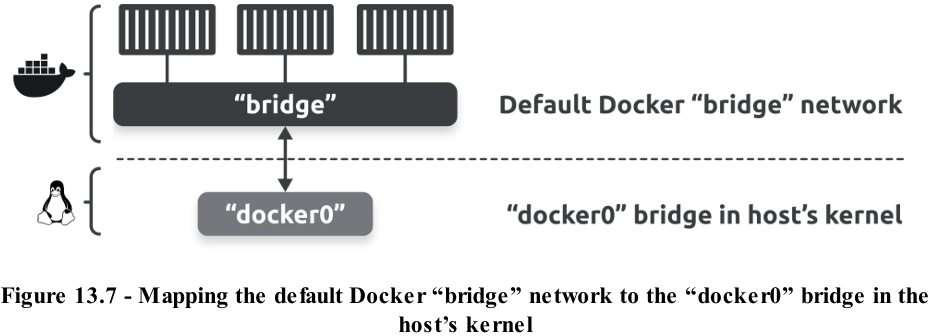 “bridge”
Default Docker “bridge” network
“docker0”
“docker0” bridge in host’s kernel
Figure 13.7 - Mapping the default Docker “bridge” network to the “docker0” bridge in the
host’s kernel